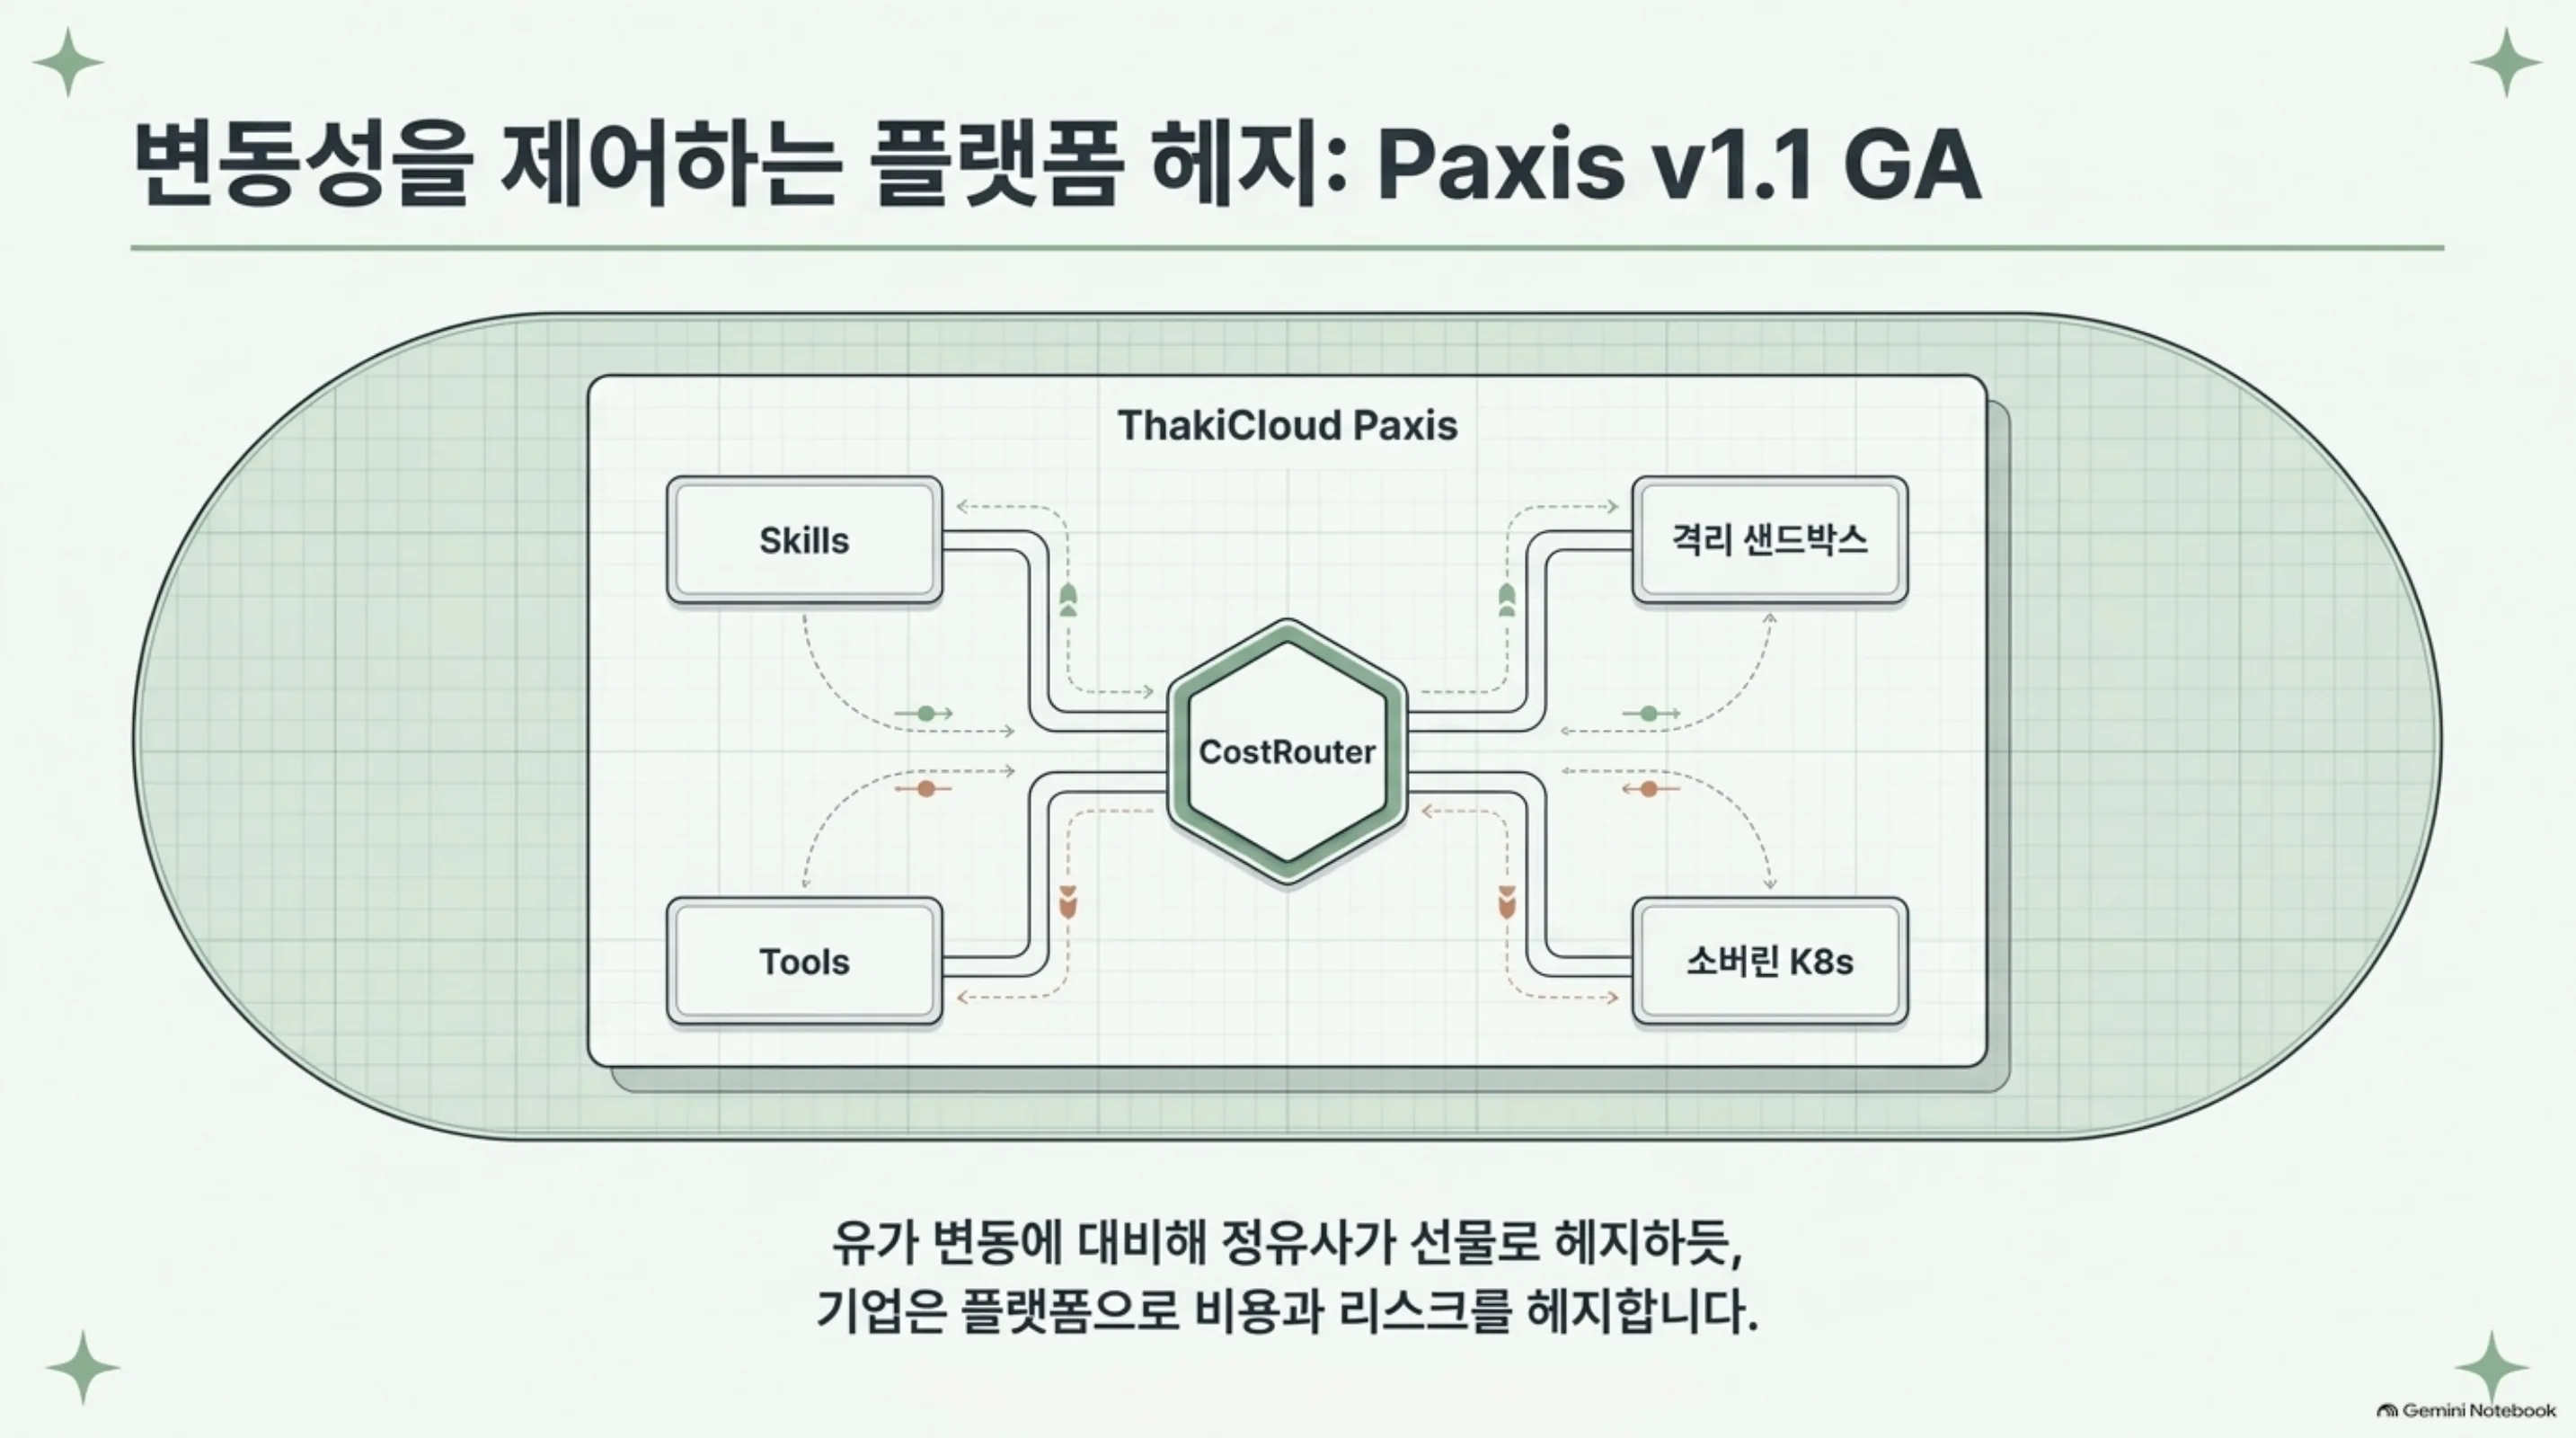 변동성을 제어하는 플랫폼 헤지: Paxis v1.1 GA
ThakiCloud Paxis
Skills
격리 샌드박스
CostRouter
Tools
소버린 K8s
유가 변동에 대비해 정유사가 선물로 헤지하듯,
기업은 플랫폼으로 비용과 리스크를 헤지합니다.
Gemini Notebook